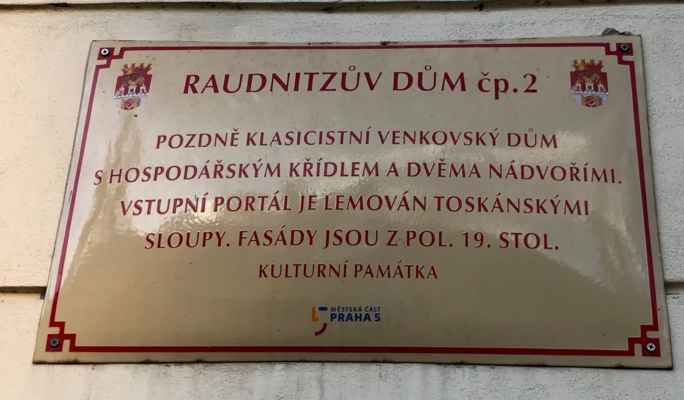 RAUDNITZŮV DŮM čp.2
POZDNĚ KLASICISTNÍ VENKOVSKÝ DŮM
S HOSPODÁŘSKÝM KŘÍDLEM A DVĚMA NÁDVOŘÍMI.
VSTUPNÍ PORTÁL JE LEMOVÁN TOSKÁNSKÝMI
SLOUPY. FASÁDY JSOU Z POL. 19. STOL.
KULTURNÍ PAMÁTKA
MĚSTSKÁ ČÁST
PRAHA 5